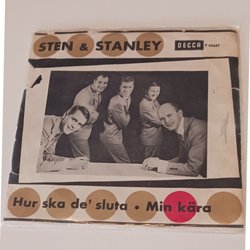 STEN & STANLEY
DECCA
Hur ska de' sluta • Min kära